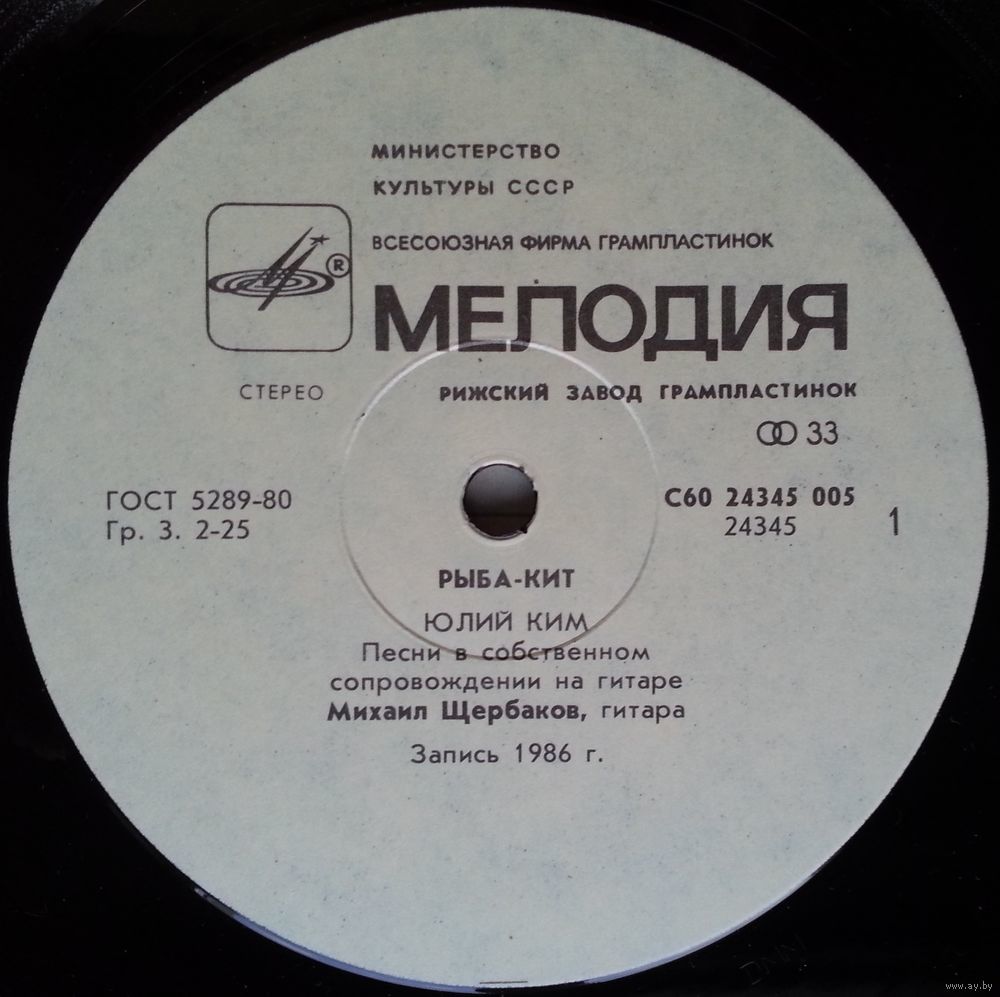 МИНИСТЕРСТВО
КУЛЬТУРЫ СССР
ВСЕСОЮЗНАЯ ФИРМА ГРАМПЛАСТИНОК
®
МЕЛОДИЯ
СТЕРЕО
РИЖСКИЙ ЗАВОД ГРАМПЛАСТИНОК
33
ГОСТ 5289-80
Гр. 3. 2-25
С60 24345 005
24345
1
РЫБА-КИТ
ЮЛИЙ КИМ
Песни в собственном
сопровождении на гитаре
Михаил Щербаков, гитара
Запись 1986 г.
DMM
www.ay.by